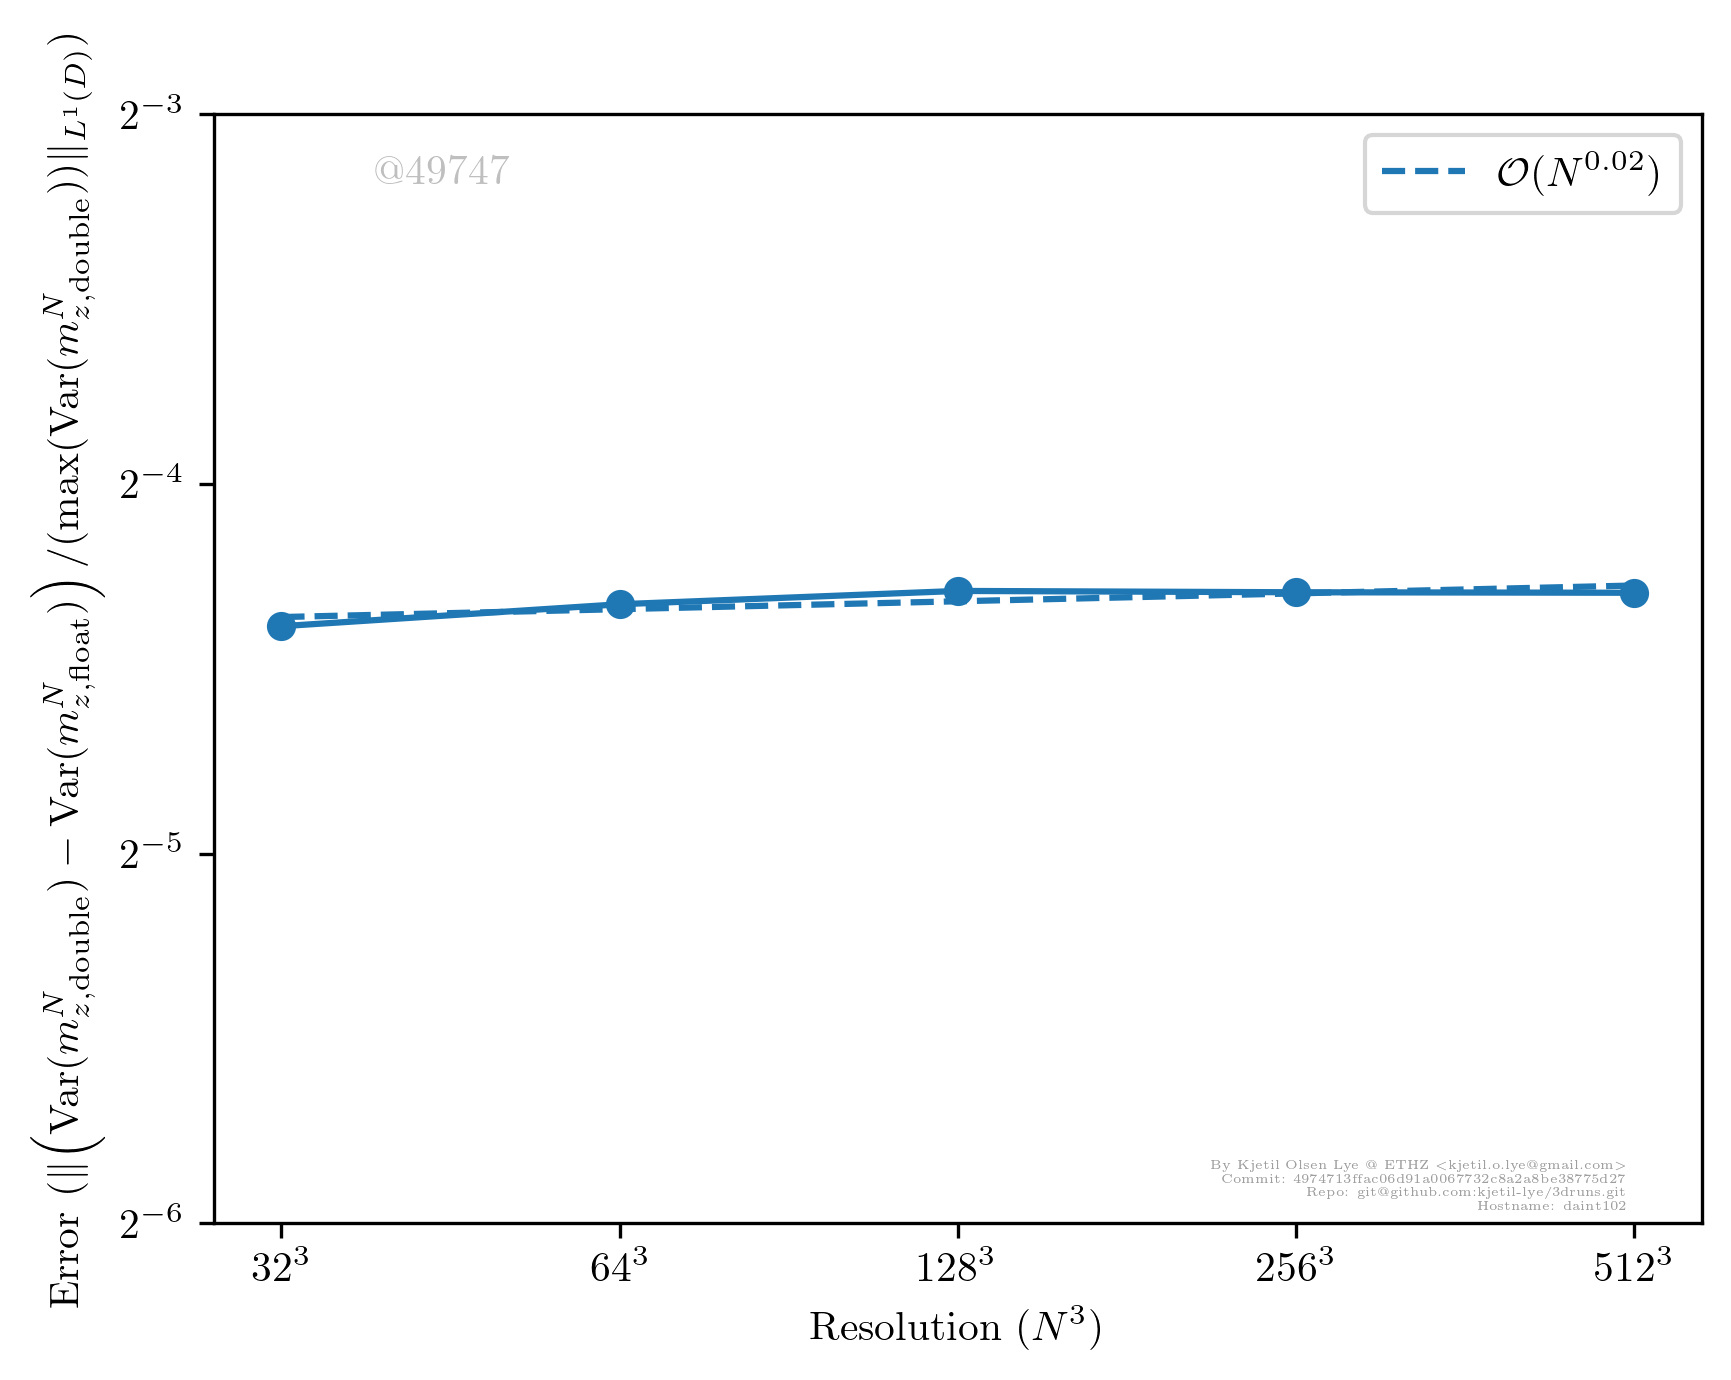 Error (‖(Var(m^N_{z,double}) − Var(m^N_{z,float}))/(max(Var(m^N_{z,double}))‖_{L^1(D)})
2^{−3}
2^{−4}
2^{−5}
2^{−6}
@49747
𝒪(N^{0.02})
By Kjetil Olsen Lye @ ETHZ <kjetil.o.lye@gmail.com>
Commit: 4974713ffac06d91a0067732c8a2a8be38775d27
Repo: git@github.com:kjetil-lye/3druns.git
Hostname: daint102
32^3 64^3 128^3 256^3 512^3
Resolution (N^3)